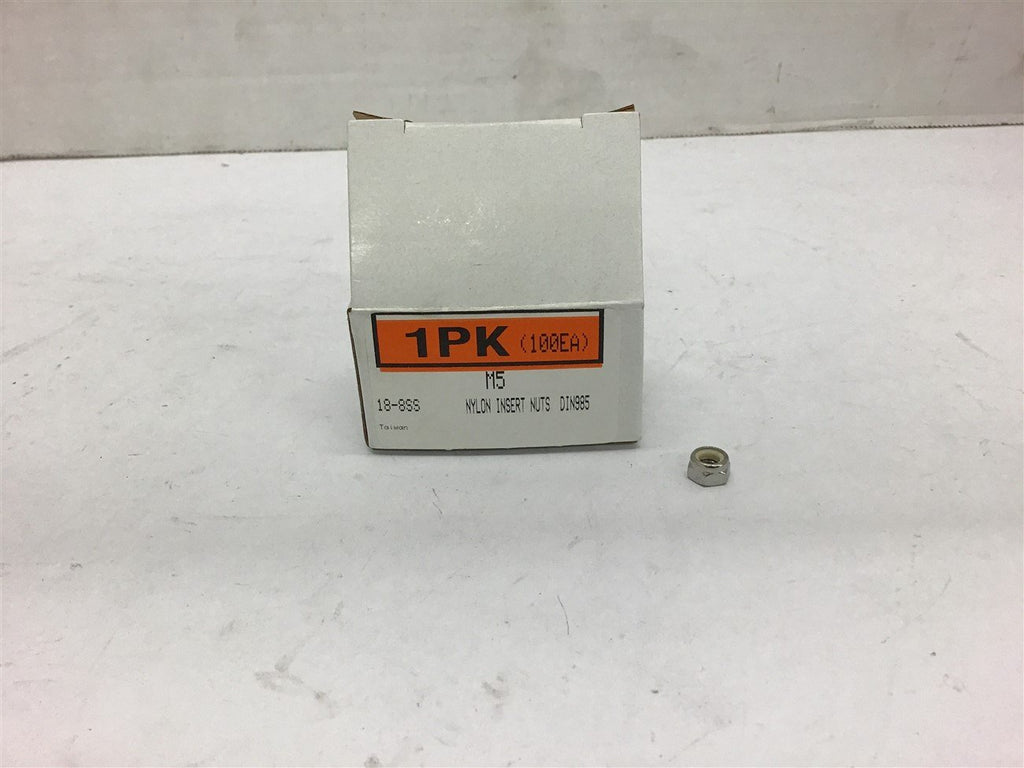 1PK (100EA)
M5
18-8SS NYLON INSERT NUTS DIN985
Taiwan